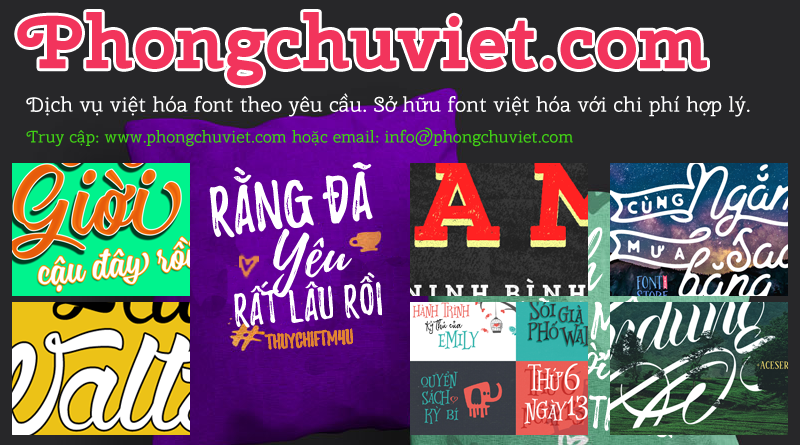 Phongchuviet.com
Dịch vụ việt hóa font theo yêu cầu. Sở hữu font việt hóa với chi phí hợp lý.
Truy cập: www.phongchuviet.com hoặc email: info@phongchuviet.com
Giời
cậu đây rồi
RẰNG ĐÃ
Yêu
RẤT LÂU RỒI
#THUYCHIFTM4U
A N
NINH BÌNH
CÙNG Ngắm
MƯA Sao
băng
FONT
STORE
Waltz
HÀNH TRÌNH
Kỳ thú của
EMILY
SÓI GIÀ
PHỐ WAL
QUYỂN
SÁCH
KỲ BÍ
THỨ 6
NGÀY 13
dung
+ACESER